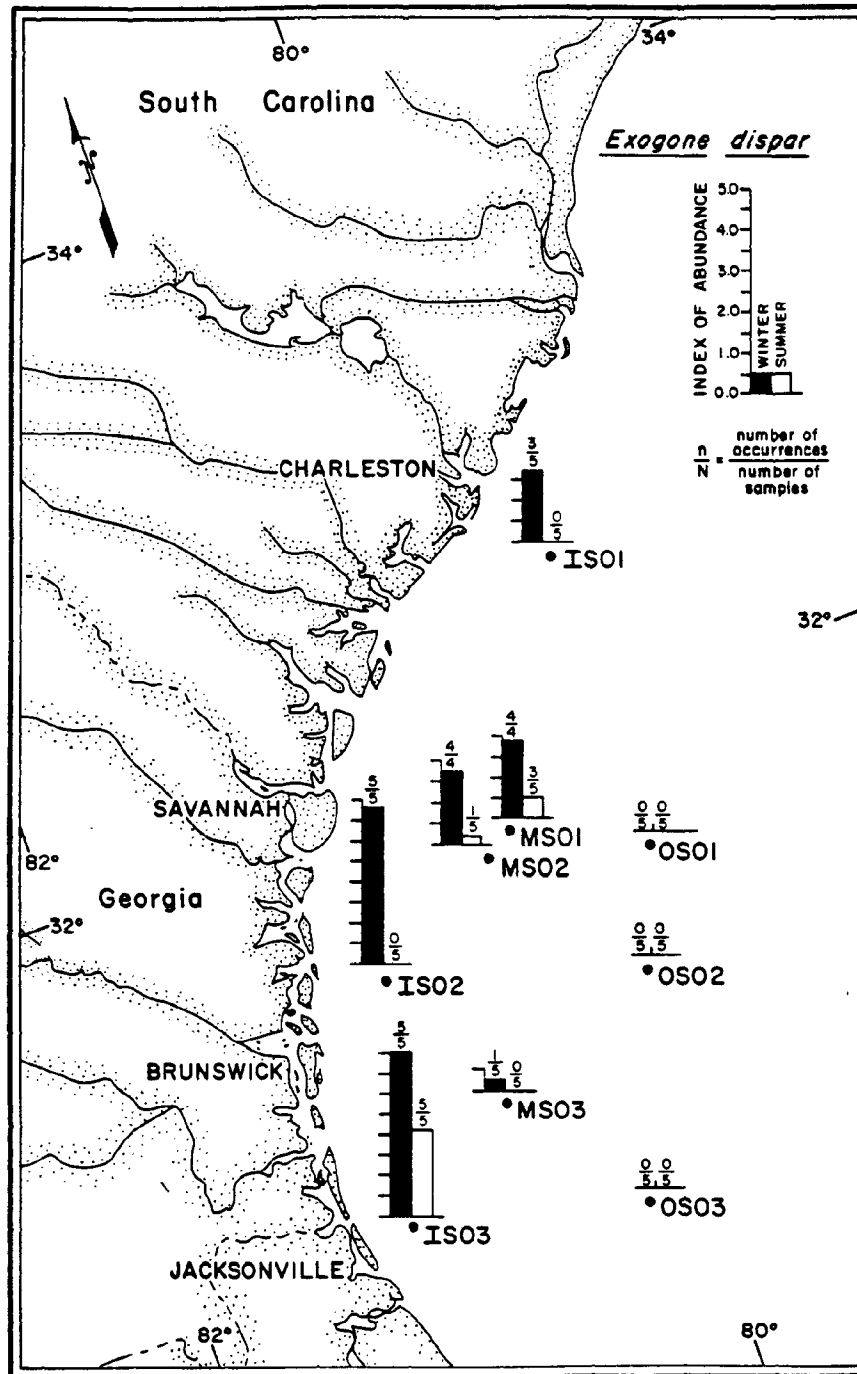 80°
34°
South Carolina
N
Exogone dispar
34°
INDEX OF ABUNDANCE
5.0
4.0
3.0
2.0
1.0
0.0
WINTER
SUMMER
n/N = number of occurrences / number of samples
CHARLESTON
3/5
0/5
IS01
32°
4/4
3/5
MS01
4/4
1/5
MS02
SAVANNAH
5/5
0/5
IS02
0/5 0/5
OS01
82°
Georgia
32°
0/5 0/5
OS02
BRUNSWICK
5/5
5/5
IS03
1/5
0/5
MS03
0/5 0/5
OS03
JACKSONVILLE
82°
80°